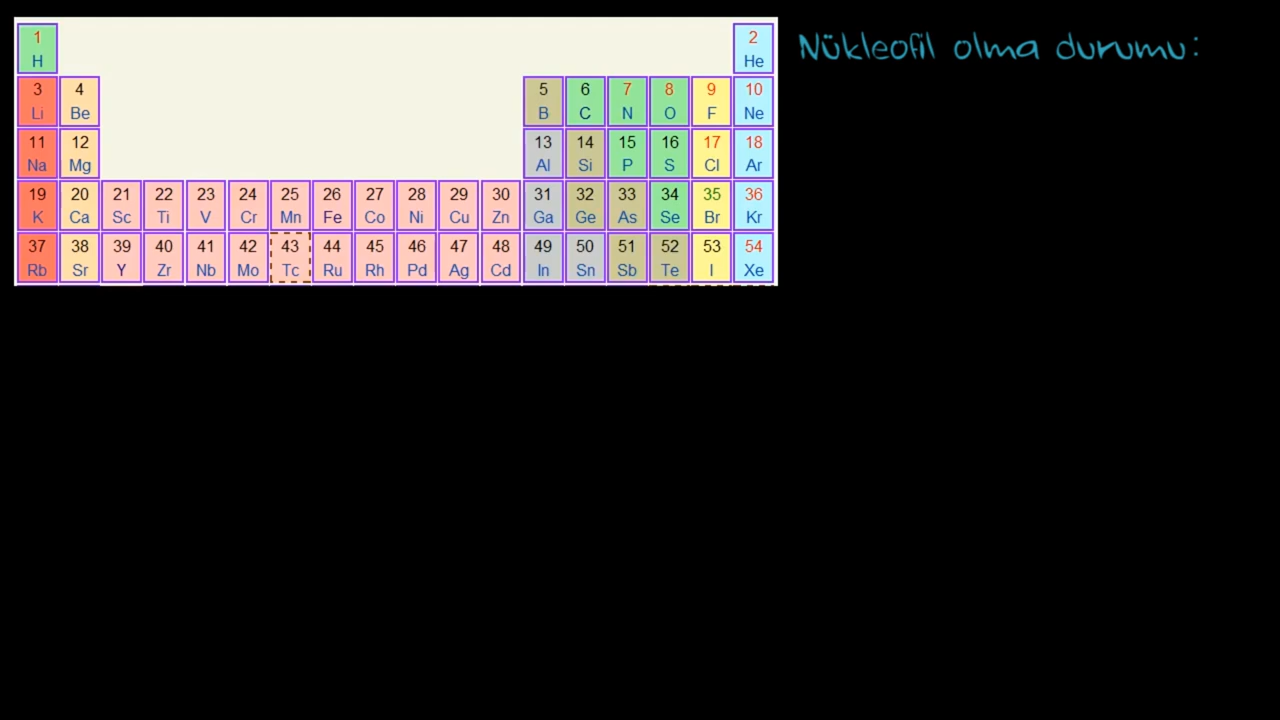 Nükleofil olma durumu:
1 2
H He
3 4 5 6 7 8 9 10
Li Be B C N O F Ne
11 12 13 14 15 16 17 18
Na Mg Al Si P S Cl Ar
19 20 21 22 23 24 25 26 27 28 29 30 31 32 33 34 35 36
K Ca Sc Ti V Cr Mn Fe Co Ni Cu Zn Ga Ge As Se Br Kr
37 38 39 40 41 42 43 44 45 46 47 48 49 50 51 52 53 54
Rb Sr Y Zr Nb Mo Tc Ru Rh Pd Ag Cd In Sn Sb Te I Xe